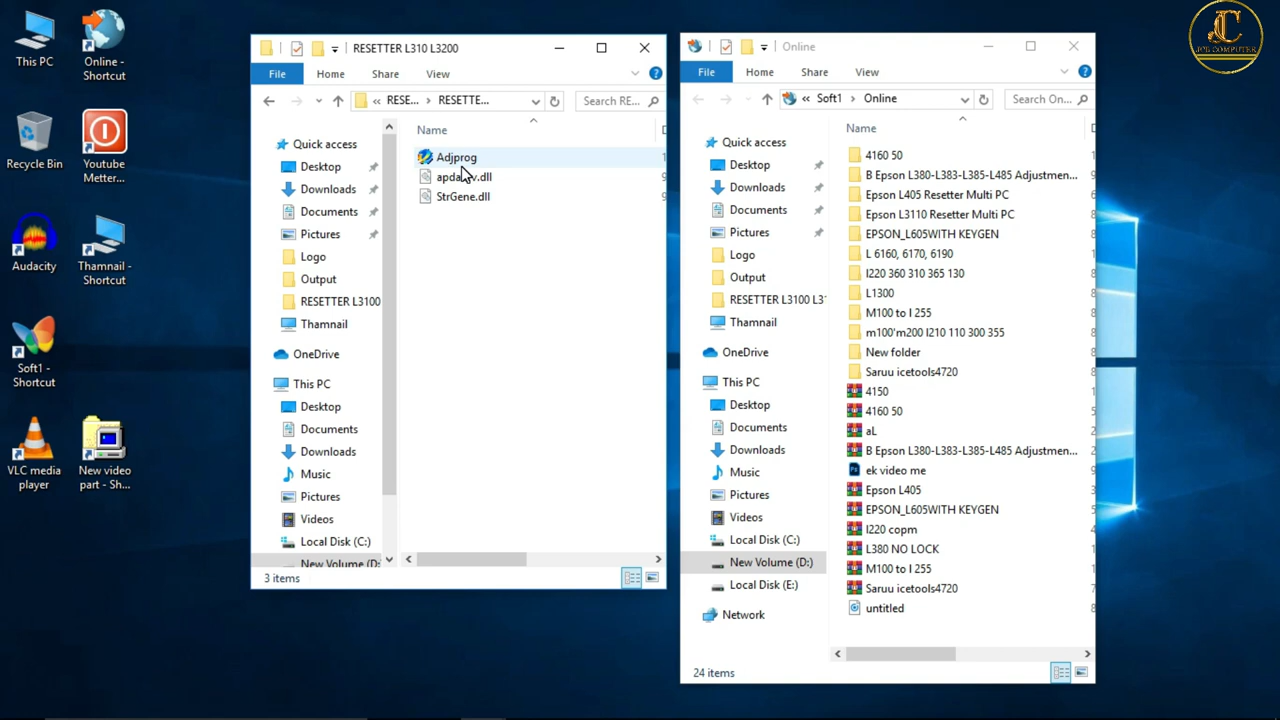 This PC
Online -
Shortcut
Recycle Bin
Youtube
Metter...
Audacity
Thamnail -
Shortcut
Soft1 -
Shortcut
VLC media
player
New video
part - Sh...
RESETTER L310 L3200
File
Home
Share
View
« RESE... › RESETTE...
Search RE...
Quick access
Desktop
Downloads
Documents
Pictures
Logo
Output
RESETTER L3100
Thamnail
OneDrive
This PC
Desktop
Documents
Downloads
Music
Pictures
Videos
Local Disk (C:)
New Volume (D:
Name
Adjprog
StrGene.dll
3 items
Online
File
Home
Share
View
« Soft1 › Online
Search On...
Quick access
Desktop
Downloads
Documents
Pictures
Logo
Output
RESETTER L3100 L3
Thamnail
OneDrive
This PC
Desktop
Documents
Downloads
Music
Pictures
Videos
Local Disk (C:)
New Volume (D:)
Local Disk (E:)
Network
Name
4160 50
B Epson L380-L383-L385-L485 Adjustmen...
Epson L405 Resetter Multi PC
Epson L3110 Resetter Multi PC
EPSON_L605WITH KEYGEN
L 6160, 6170, 6190
l220 360 310 365 130
L1300
M100 to l 255
m100'm200 l210 110 300 355
New folder
Saruu icetools4720
4150
4160 50
aL
B Epson L380-L383-L385-L485 Adjustmen...
ek video me
Epson L405
EPSON_L605WITH KEYGEN
l220 copm
L380 NO LOCK
M100 to l 255
Saruu icetools4720
untitled
24 items
JCB COMPUTER